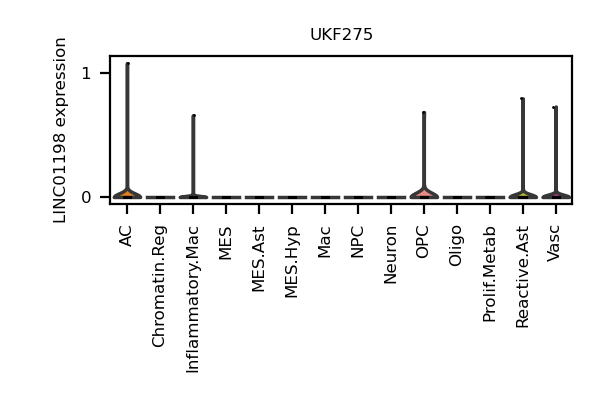 UKF275
LINC01198 expression
1
0
AC
Chromatin.Reg
Inflammatory.Mac
MES
MES.Ast
MES.Hyp
Mac
NPC
Neuron
OPC
Oligo
Prolif.Metab
Reactive.Ast
Vasc